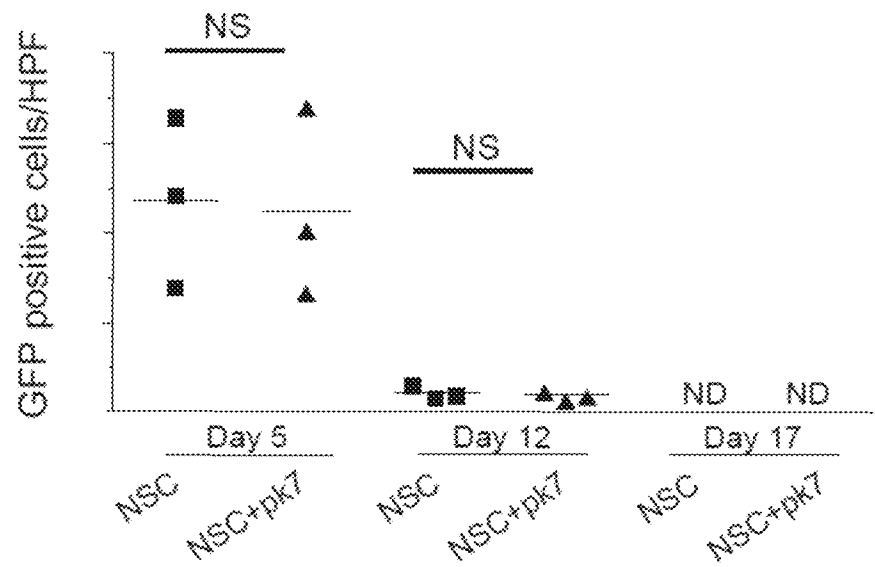 GFP positive cells/HPF
NS
NS
ND ND
Day 5 Day 12 Day 17
NSC NSC+pk7 NSC NSC+pk7 NSC NSC+pk7